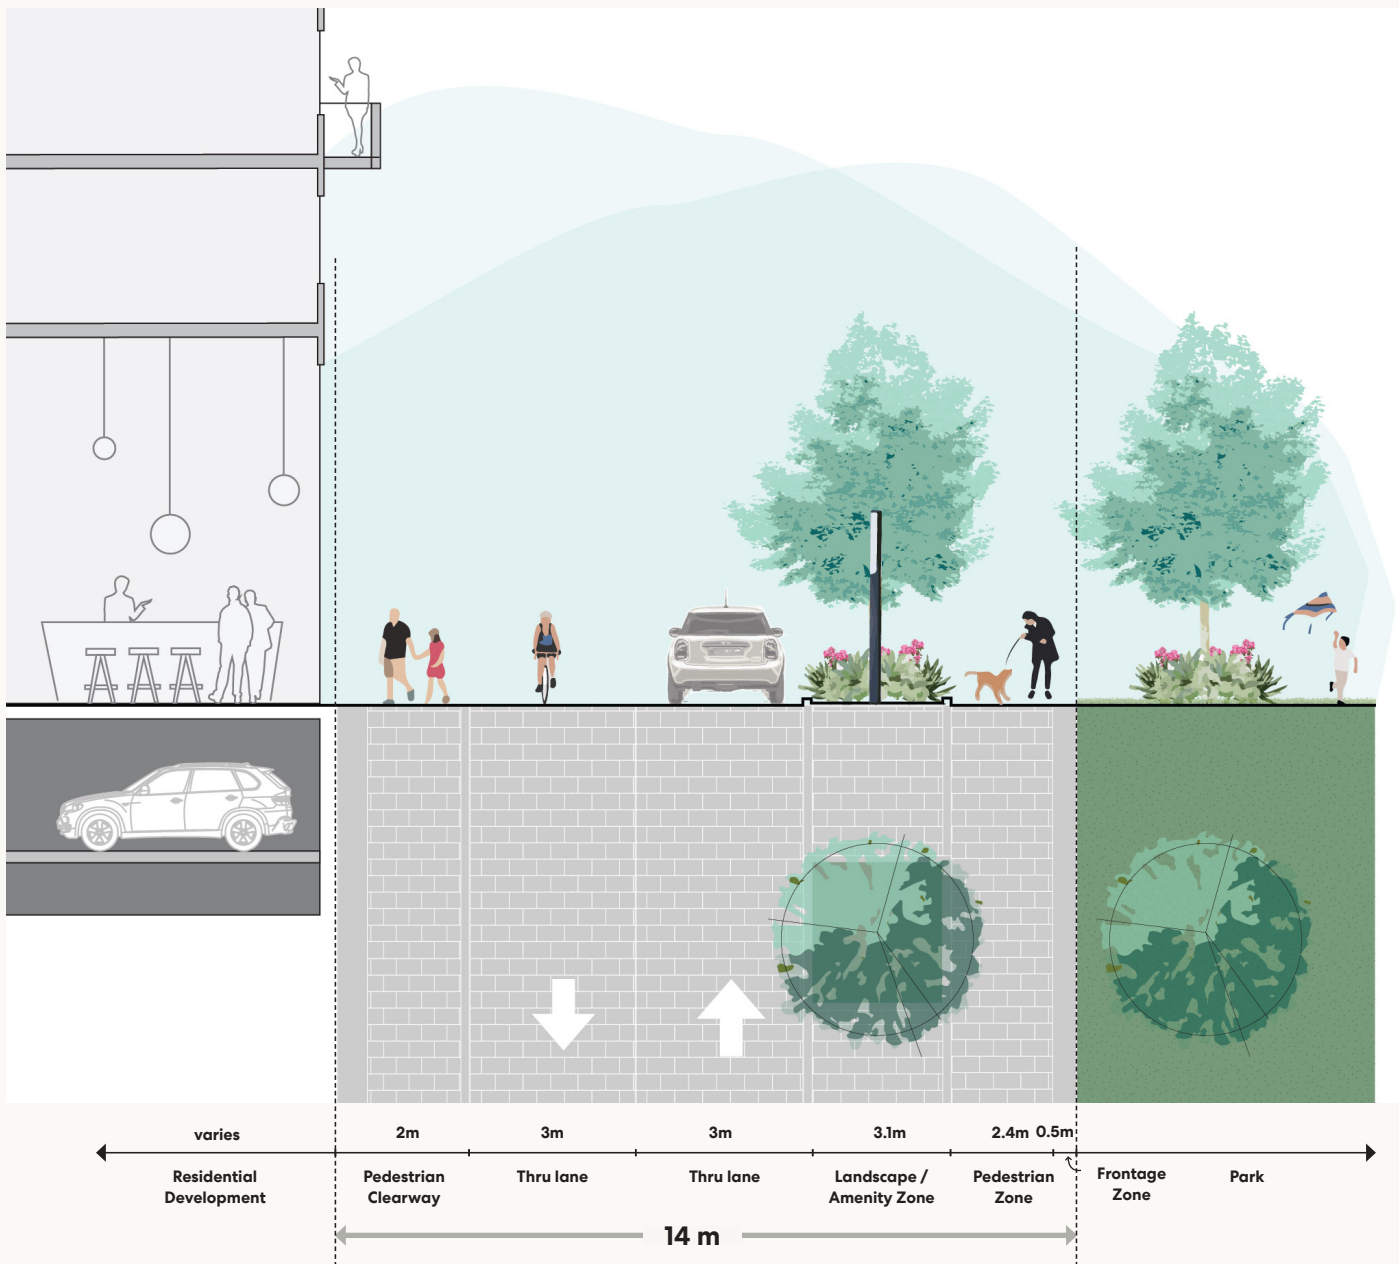 varies
2m
3m
3m
3.1m
2.4m
0.5m
Residential
Development
Pedestrian
Clearway
Thru lane
Thru lane
Landscape /
Amenity Zone
Pedestrian
Zone
Frontage
Zone
Park
14 m